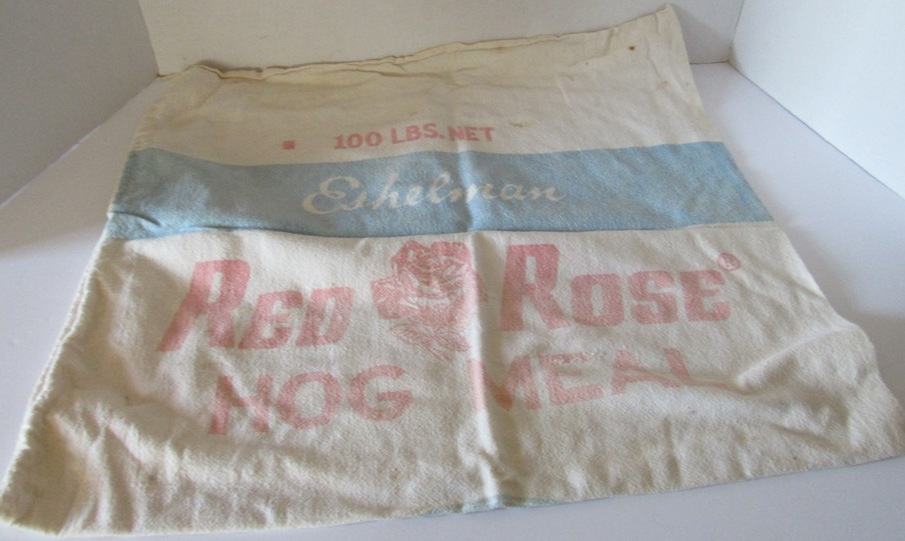 100 LBS. NET
Eshelman
RED ROSE®
HOG MEAL